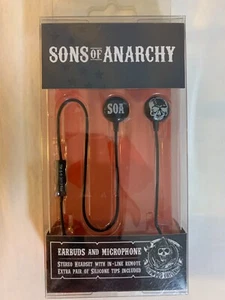 SONS OF ANARCHY
SOA
EARBUDS AND MICROPHONE
STEREO HEADSET WITH IN-LINE REMOTE
EXTRA PAIR OF SILICONE TIPS INCLUDED